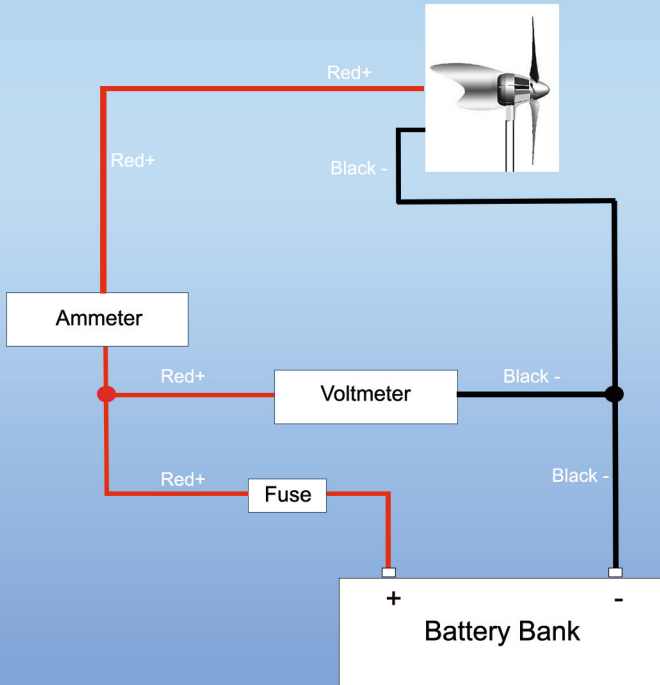 Red+
Red+
Black -
Ammeter
Red+
Voltmeter
Black -
Red+
Fuse
Black -
+
-
Battery Bank